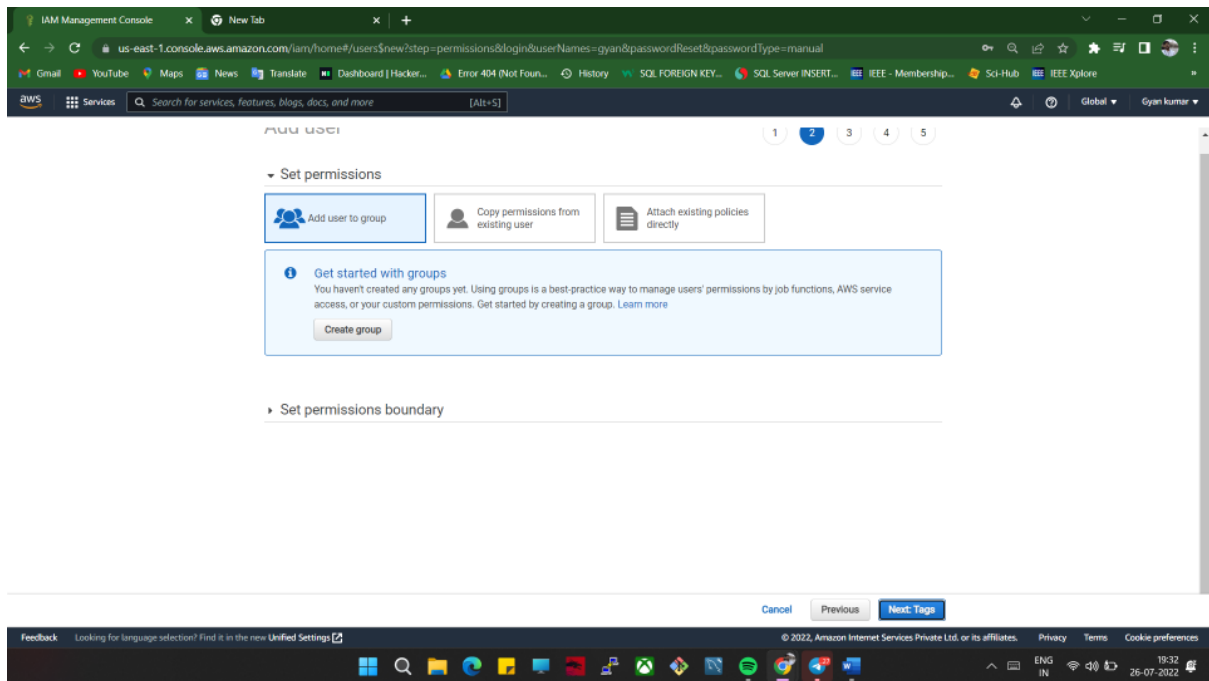 IAM Management Console
New Tab
us-east-1.console.aws.amazon.com/iam/home#/users$new?step=permissions&login&userNames=gyan&passwordReset&passwordType=manual
Gmail YouTube Maps News Translate Dashboard | Hacker... Error 404 (Not Foun... History SQL FOREIGN KEY... SQL Server INSERT... IEEE - Membership... Sci-Hub IEEE Xplore »
aws Services Search for services, features, blogs, docs, and more [Alt+S] Global Gyan kumar
Add user 1 2 3 4 5
Set permissions
Add user to group
Copy permissions from
existing user
Attach existing policies
directly
Get started with groups
You haven't created any groups yet. Using groups is a best-practice way to manage users' permissions by job functions, AWS service
access, or your custom permissions. Get started by creating a group. Learn more
Create group
Set permissions boundary
Cancel Previous Next: Tags
Feedback Looking for language selection? Find it in the new Unified Settings © 2022, Amazon Internet Services Private Ltd. or its affiliates. Privacy Terms Cookie preferences
ENG
IN
19:32
26-07-2022